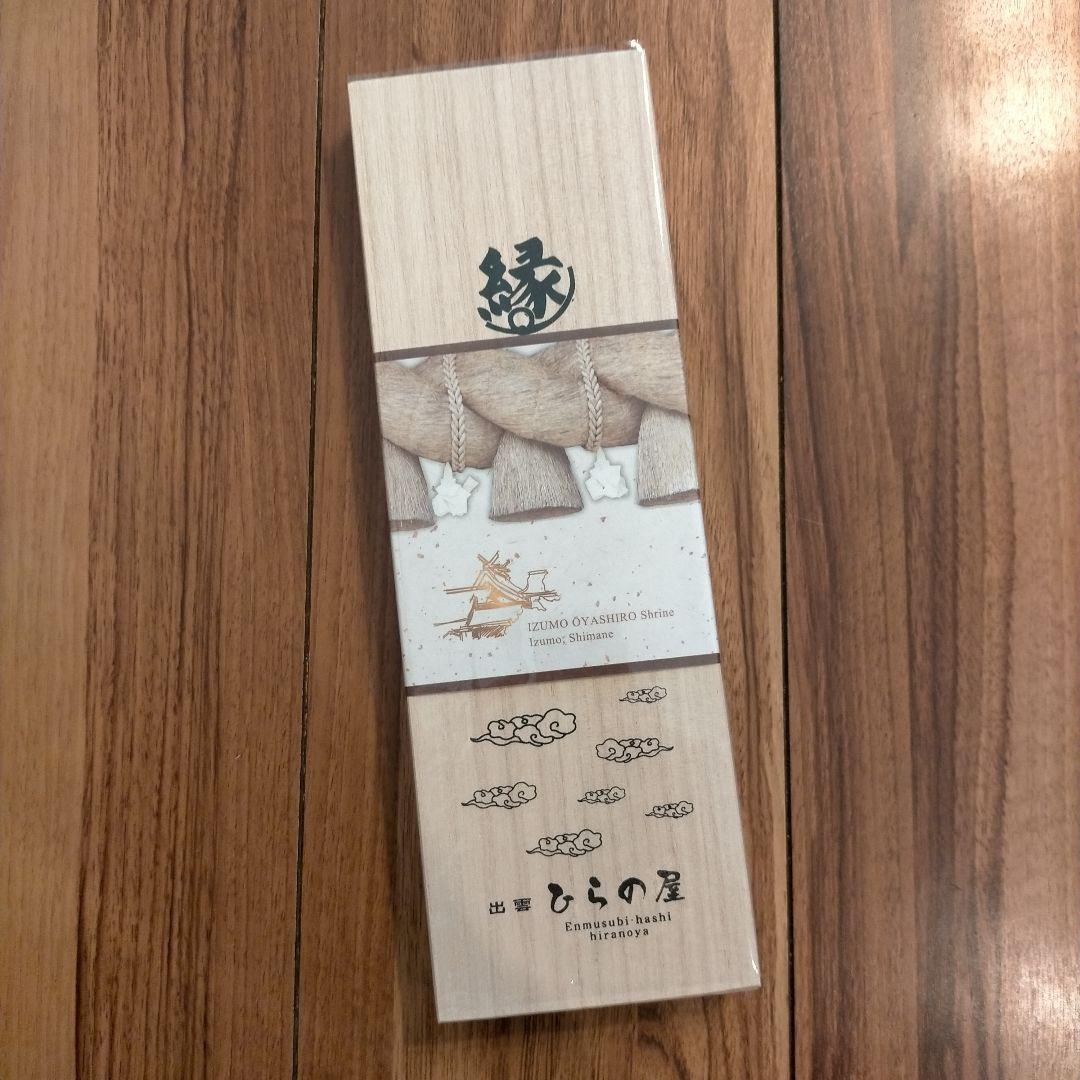 縁
IZUMO ŌYASHIRO Shrine
Izumo, Shimane
出雲 ひらの屋
Enmusubi-hashi
hiranoya